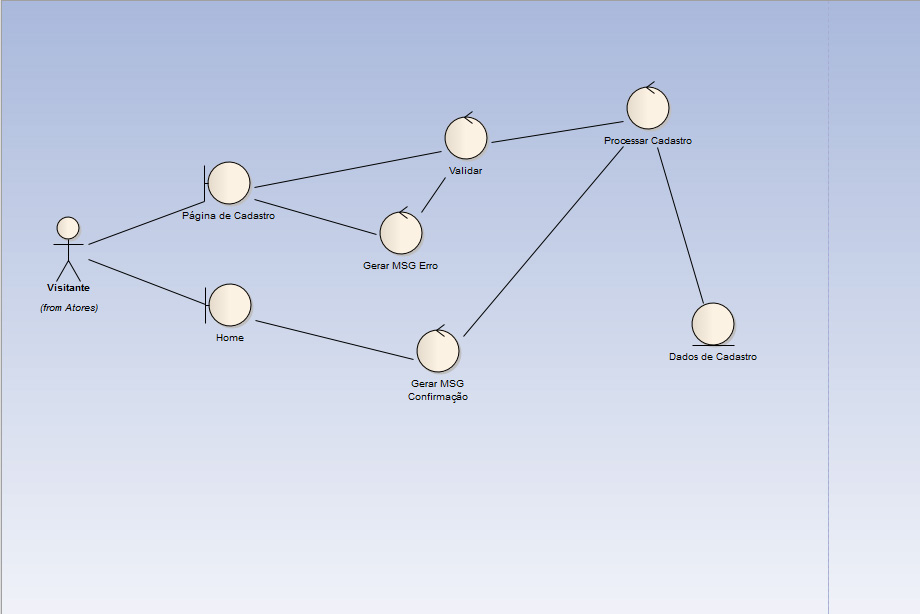 Processar Cadastro
Validar
Página de Cadastro
Gerar MSG Erro
Visitante
(from Atores)
Home
Dados de Cadastro
Gerar MSG
Confirmação